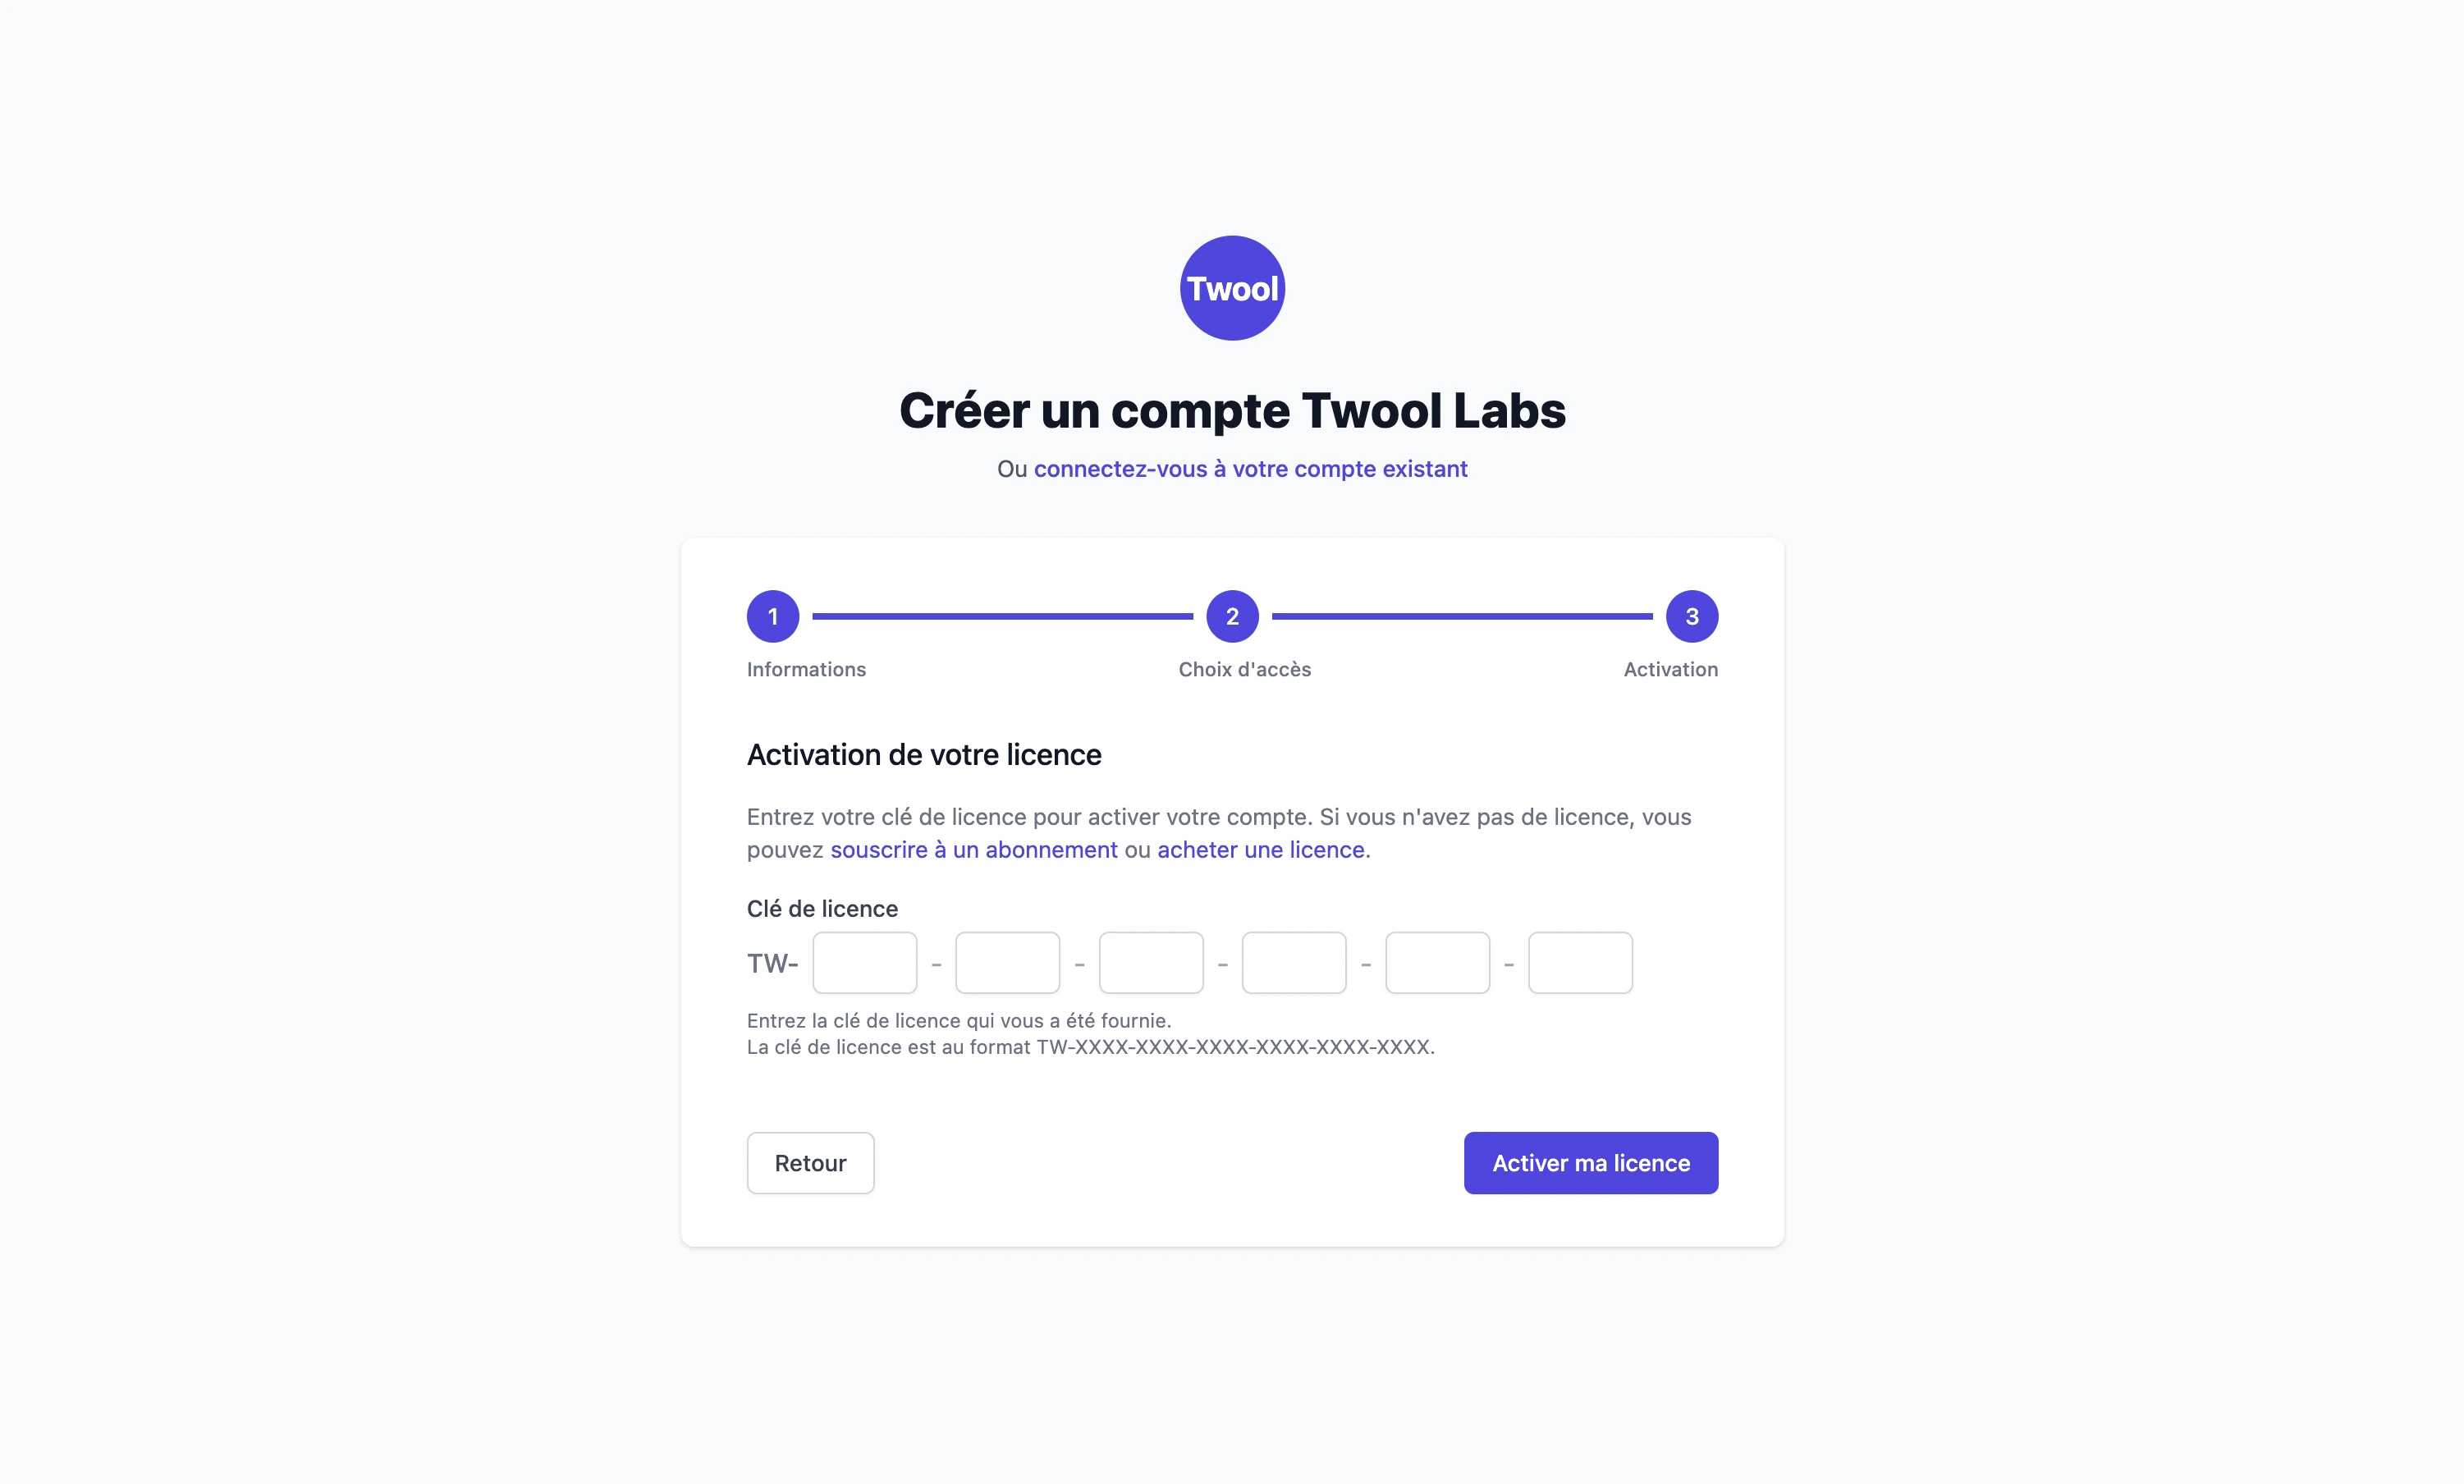 Twool
Créer un compte Twool Labs
Ou connectez-vous à votre compte existant
1 2 3
Informations Choix d'accès Activation
Activation de votre licence
Entrez votre clé de licence pour activer votre compte. Si vous n'avez pas de licence, vous
pouvez souscrire à un abonnement ou acheter une licence.
Clé de licence
TW- - - - - -
Entrez la clé de licence qui vous a été fournie.
La clé de licence est au format TW-XXXX-XXXX-XXXX-XXXX-XXXX-XXXX.
Retour Activer ma licence